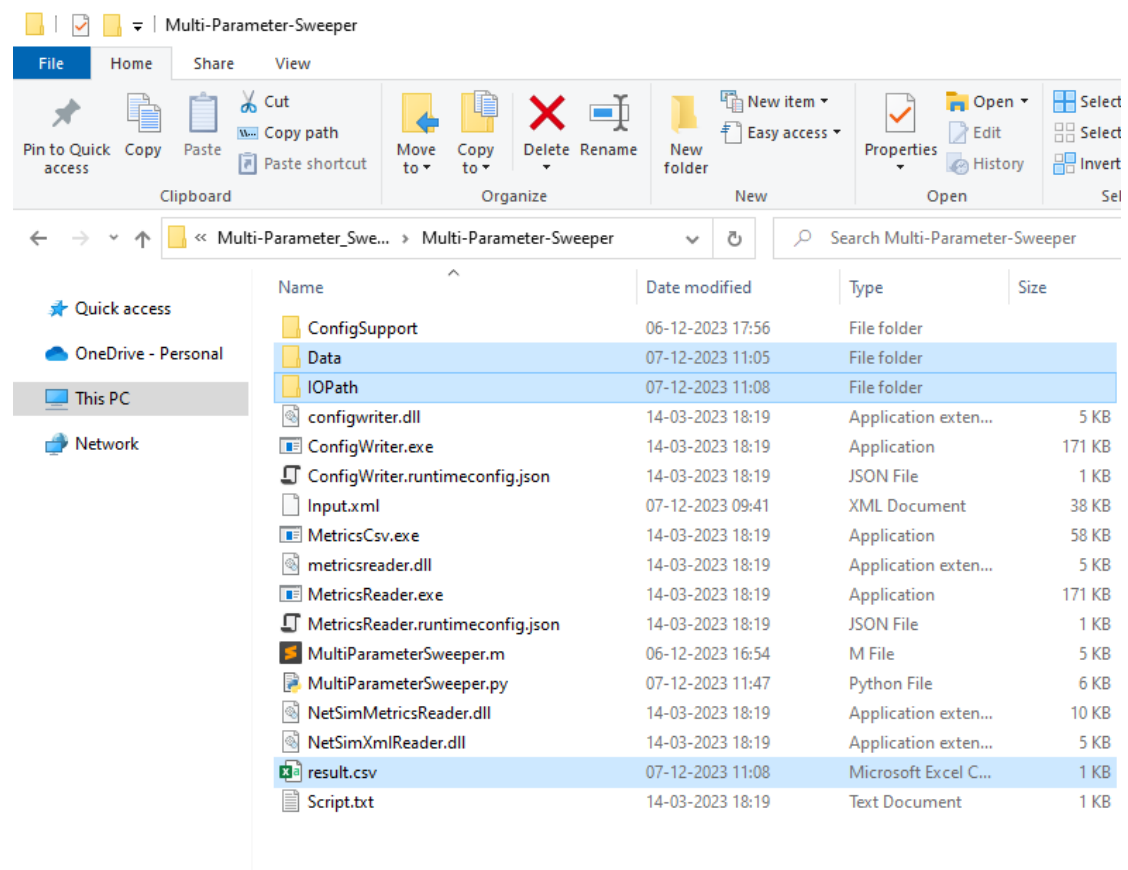 Multi-Parameter-Sweeper
File Home Share View
Pin to Quick access
Copy
Paste
Cut
Copy path
Paste shortcut
Clipboard
Move to
Copy to
Delete
Rename
Organize
New folder
New item
Easy access
New
Properties
Open
Edit
History
Open
Select
Select
Invert
Sel
« Multi-Parameter_Swe... › Multi-Parameter-Sweeper
Search Multi-Parameter-Sweeper
Quick access
OneDrive - Personal
This PC
Network
Name Date modified Type Size
ConfigSupport 06-12-2023 17:56 File folder
Data 07-12-2023 11:05 File folder
IOPath 07-12-2023 11:08 File folder
configwriter.dll 14-03-2023 18:19 Application exten... 5 KB
ConfigWriter.exe 14-03-2023 18:19 Application 171 KB
ConfigWriter.runtimeconfig.json 14-03-2023 18:19 JSON File 1 KB
Input.xml 07-12-2023 09:41 XML Document 38 KB
MetricsCsv.exe 14-03-2023 18:19 Application 58 KB
metricsreader.dll 14-03-2023 18:19 Application exten... 5 KB
MetricsReader.exe 14-03-2023 18:19 Application 171 KB
MetricsReader.runtimeconfig.json 14-03-2023 18:19 JSON File 1 KB
MultiParameterSweeper.m 06-12-2023 16:54 M File 5 KB
MultiParameterSweeper.py 07-12-2023 11:47 Python File 6 KB
NetSimMetricsReader.dll 14-03-2023 18:19 Application exten... 10 KB
NetSimXmlReader.dll 14-03-2023 18:19 Application exten... 5 KB
result.csv 07-12-2023 11:08 Microsoft Excel C... 1 KB
Script.txt 14-03-2023 18:19 Text Document 1 KB